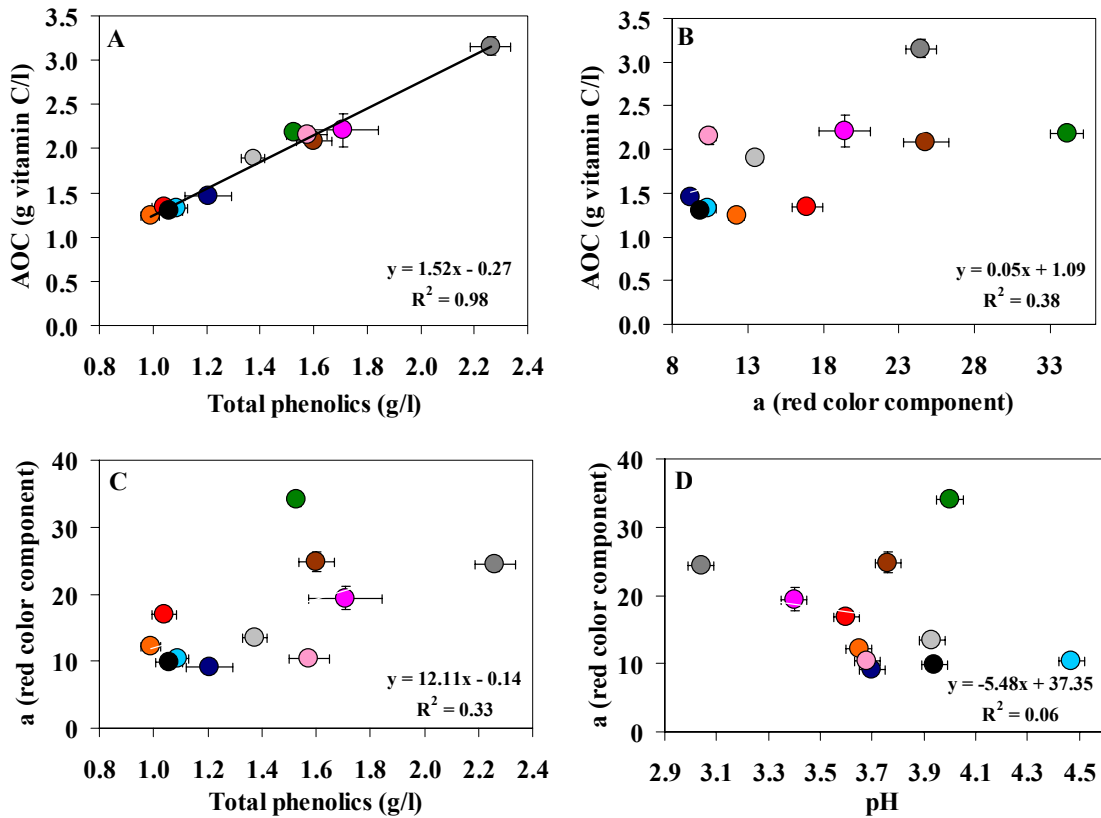 A
3.5
3.0
2.5
2.0
1.5
1.0
0.5
0.0
AOC (g vitamin C/l)
y = 1.52x - 0.27
R² = 0.98
0.8 1.0 1.2 1.4 1.6 1.8 2.0 2.2 2.4
Total phenolics (g/l)
B
3.5
3.0
2.5
2.0
1.5
1.0
0.5
0.0
AOC (g vitamin C/l)
y = 0.05x + 1.09
R² = 0.38
8 13 18 23 28 33
a (red color component)
C
40
30
20
10
0
a (red color component)
y = 12.11x - 0.14
R² = 0.33
0.8 1.0 1.2 1.4 1.6 1.8 2.0 2.2 2.4
Total phenolics (g/l)
D
40
30
20
10
0
a (red color component)
y = -5.48x + 37.35
R² = 0.06
2.9 3.1 3.3 3.5 3.7 3.9 4.1 4.3 4.5
pH